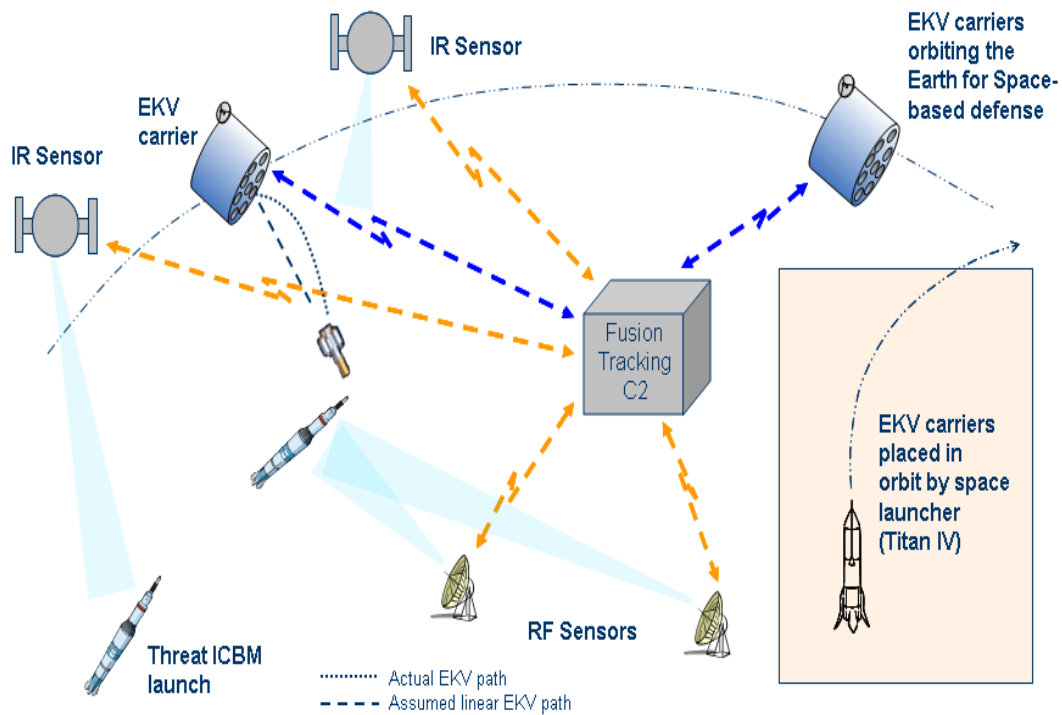 IR Sensor
EKV carriers
orbiting the
Earth for Space-
based defense
EKV
carrier
IR Sensor
Fusion
Tracking
C2
EKV carriers
placed in
orbit by space
launcher
(Titan IV)
RF Sensors
Threat ICBM
launch
Actual EKV path
Assumed linear EKV path